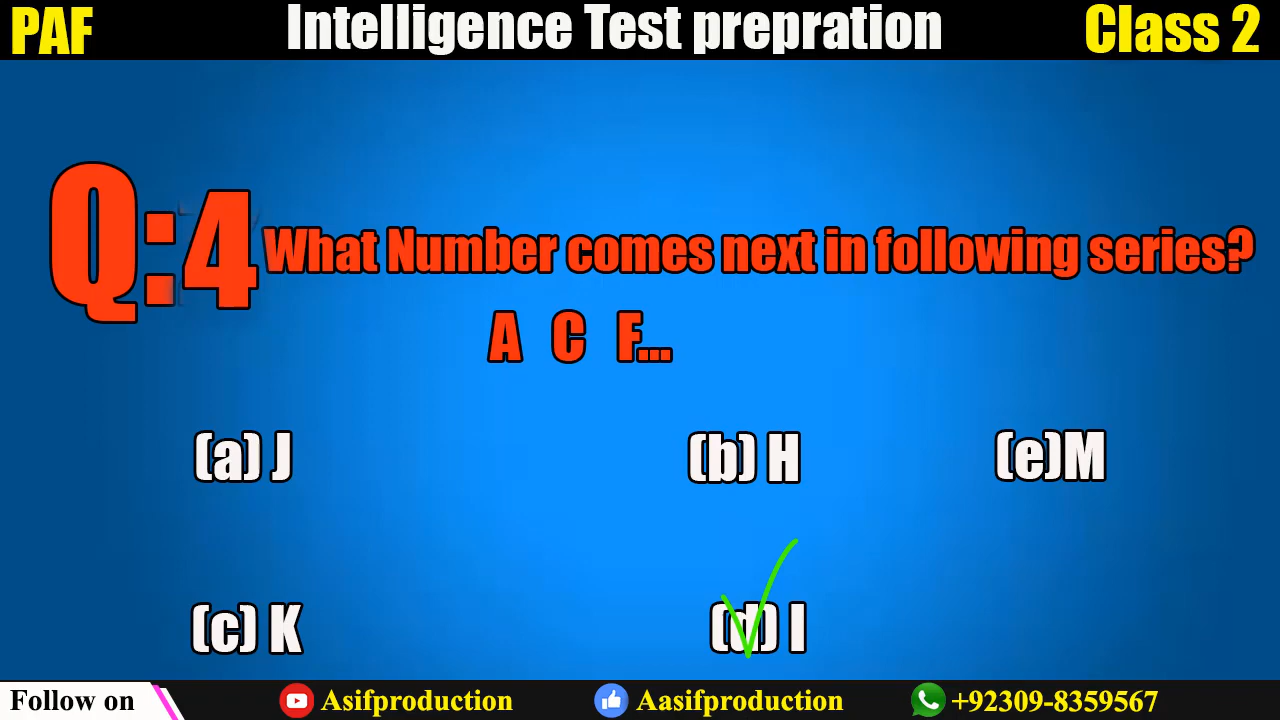 PAF Intelligence Test prepration Class 2
Q:4 What Number comes next in following series?
A C F...
(a) J (b) H (e)M
(c) K (d) I
Follow on Asifproduction Aasifproduction +92309-8359567